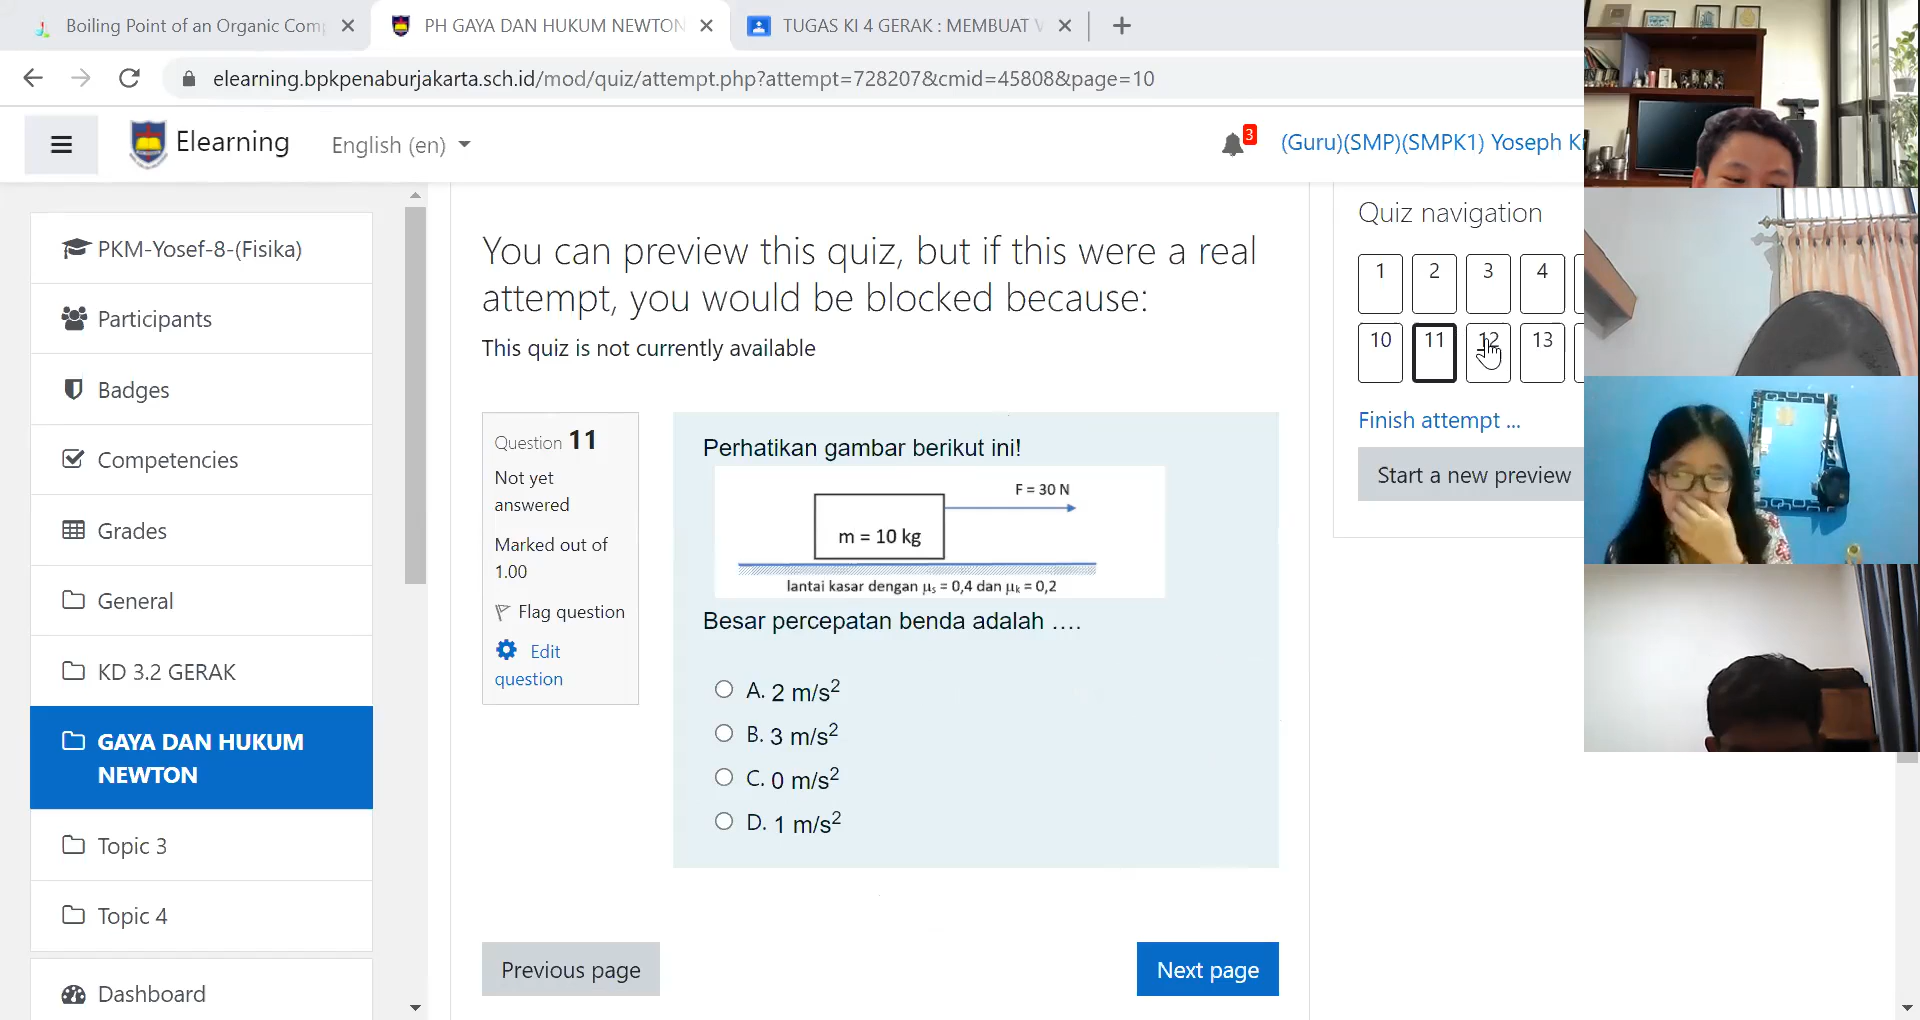 Boiling Point of an Organic Com
PH GAYA DAN HUKUM NEWTON
TUGAS KI 4 GERAK : MEMBUAT V
elearning.bpkpenaburjakarta.sch.id/mod/quiz/attempt.php?attempt=728207&cmid=45808&page=10
Elearning
English (en)
3
(Guru)(SMP)(SMPK1) Yoseph K
PKM-Yosef-8-(Fisika)
Participants
Badges
Competencies
Grades
General
KD 3.2 GERAK
GAYA DAN HUKUM
NEWTON
Topic 3
Topic 4
Dashboard
You can preview this quiz, but if this were a real
attempt, you would be blocked because:
This quiz is not currently available
Question 11
Not yet
answered
Marked out of
1.00
Flag question
Edit
question
Perhatikan gambar berikut ini!
F = 30 N
m = 10 kg
lantai kasar dengan μs = 0,4 dan μk = 0,2
Besar percepatan benda adalah ….
A. 2 m/s²
B. 3 m/s²
C. 0 m/s²
D. 1 m/s²
Previous page
Next page
Quiz navigation
1 2 3 4
10 11 12 13
Finish attempt ...
Start a new preview